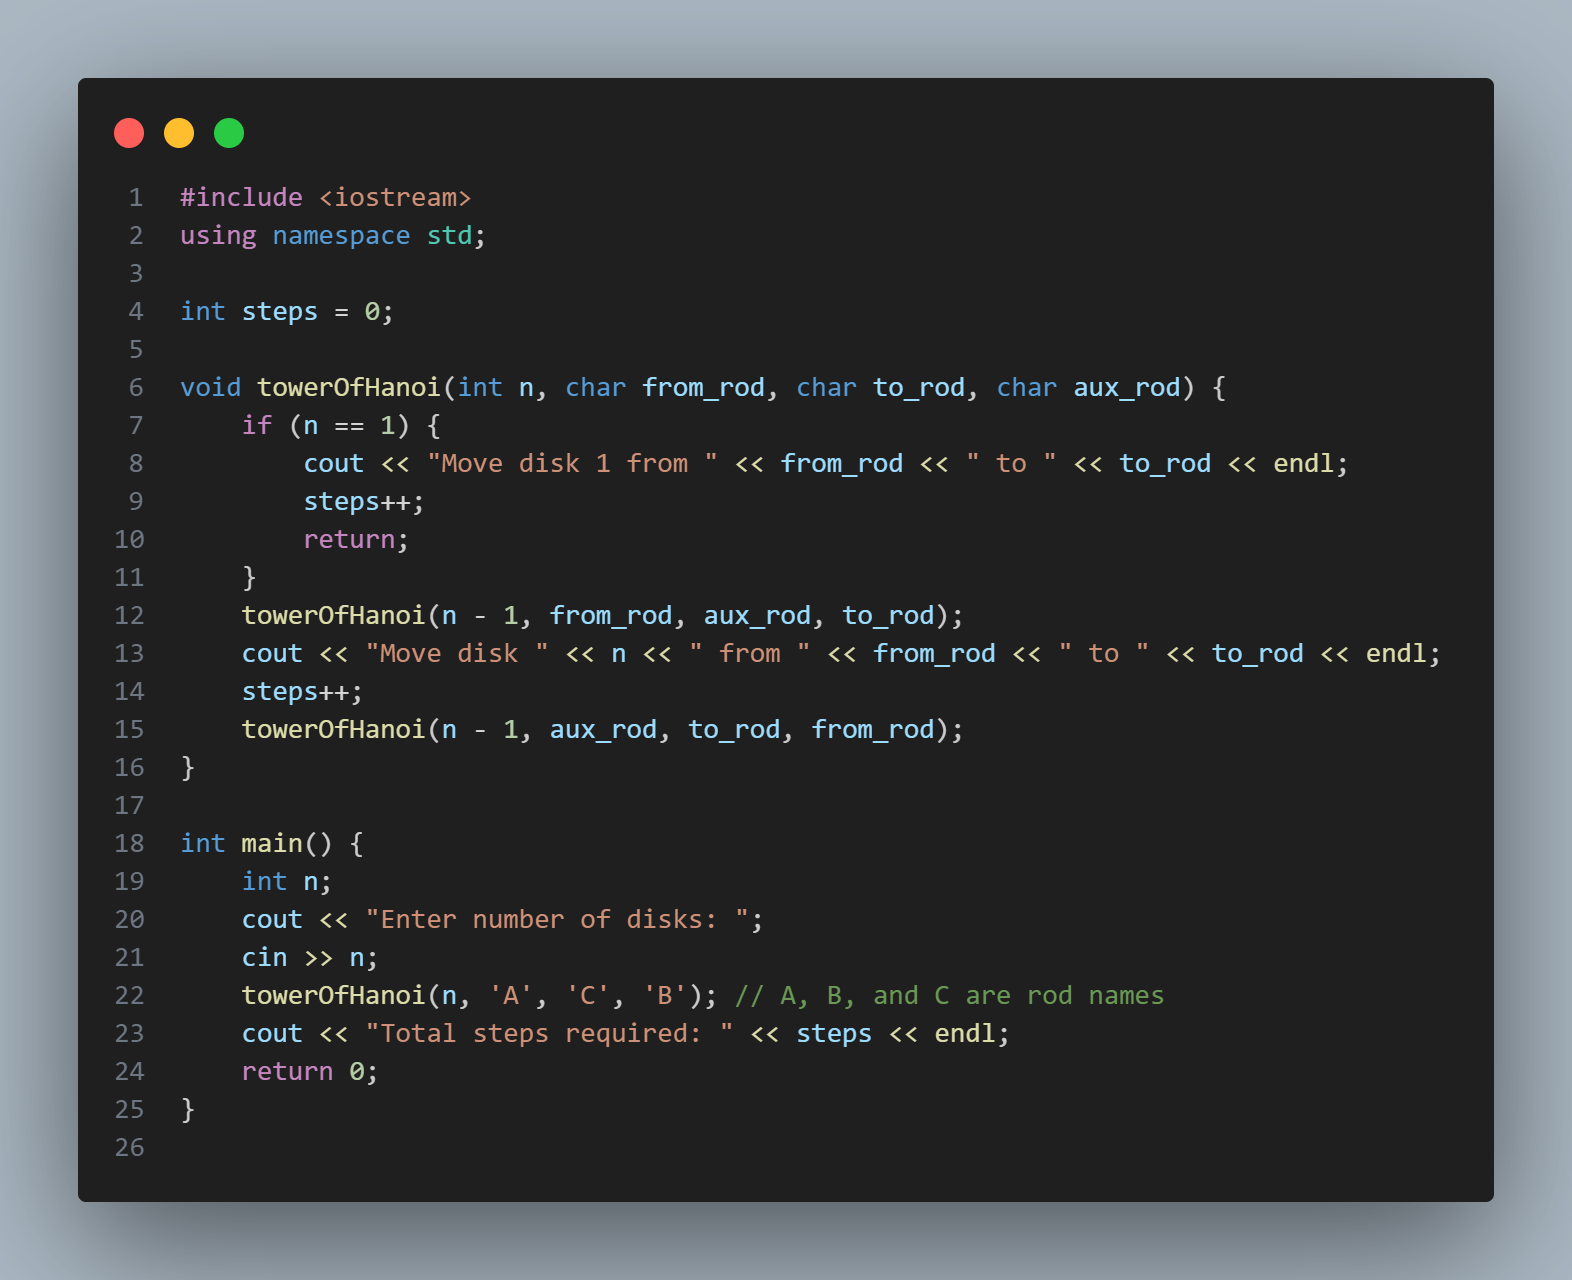 1 #include <iostream>
2 using namespace std;
3
4 int steps = 0;
5
6 void towerOfHanoi(int n, char from_rod, char to_rod, char aux_rod) {
7     if (n == 1) {
8         cout << "Move disk 1 from " << from_rod << " to " << to_rod << endl;
9         steps++;
10         return;
11     }
12     towerOfHanoi(n - 1, from_rod, aux_rod, to_rod);
13     cout << "Move disk " << n << " from " << from_rod << " to " << to_rod << endl;
14     steps++;
15     towerOfHanoi(n - 1, aux_rod, to_rod, from_rod);
16 }
17
18 int main() {
19     int n;
20     cout << "Enter number of disks: ";
21     cin >> n;
22     towerOfHanoi(n, 'A', 'C', 'B'); // A, B, and C are rod names
23     cout << "Total steps required: " << steps << endl;
24     return 0;
25 }
26